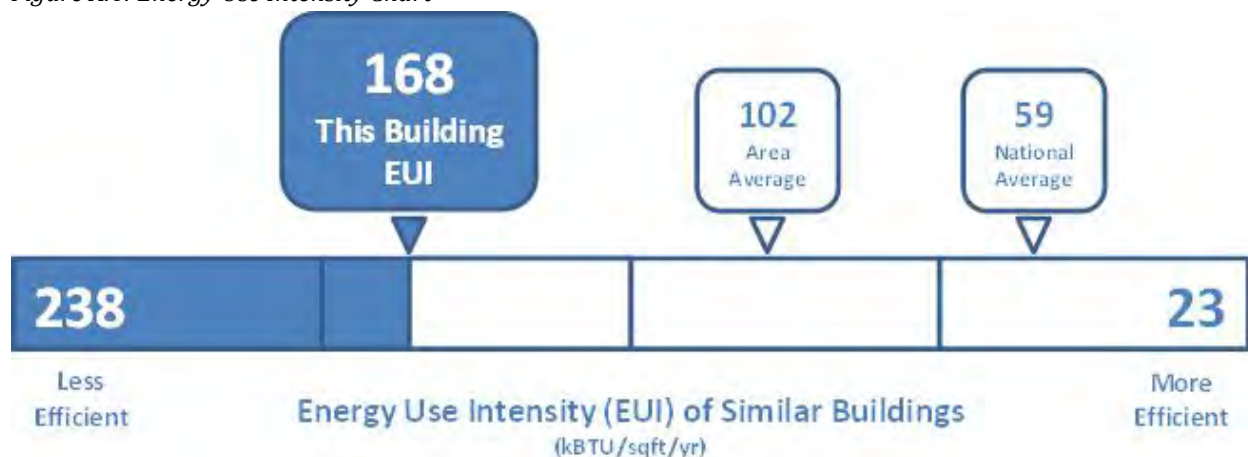 168
This Building
EUI
102
Area
Average
59
National
Average
238
23
Less
Efficient
More
Efficient
Energy Use Intensity (EUI) of Similar Buildings
(kBTU/sqft/yr)